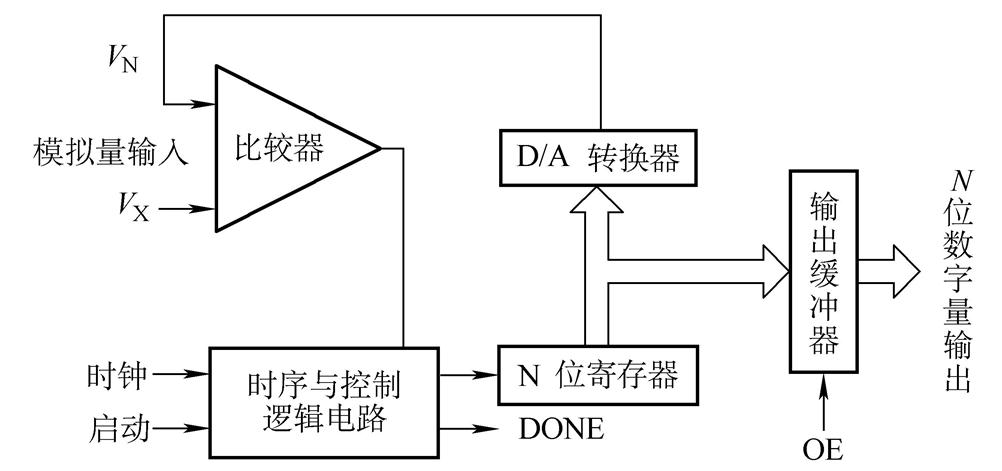 V_N
模拟量输入
V_X
比较器
D/A 转换器
输出缓冲器
N位数字量输出
时钟
启动
时序与控制
逻辑电路
N 位寄存器
DONE
OE